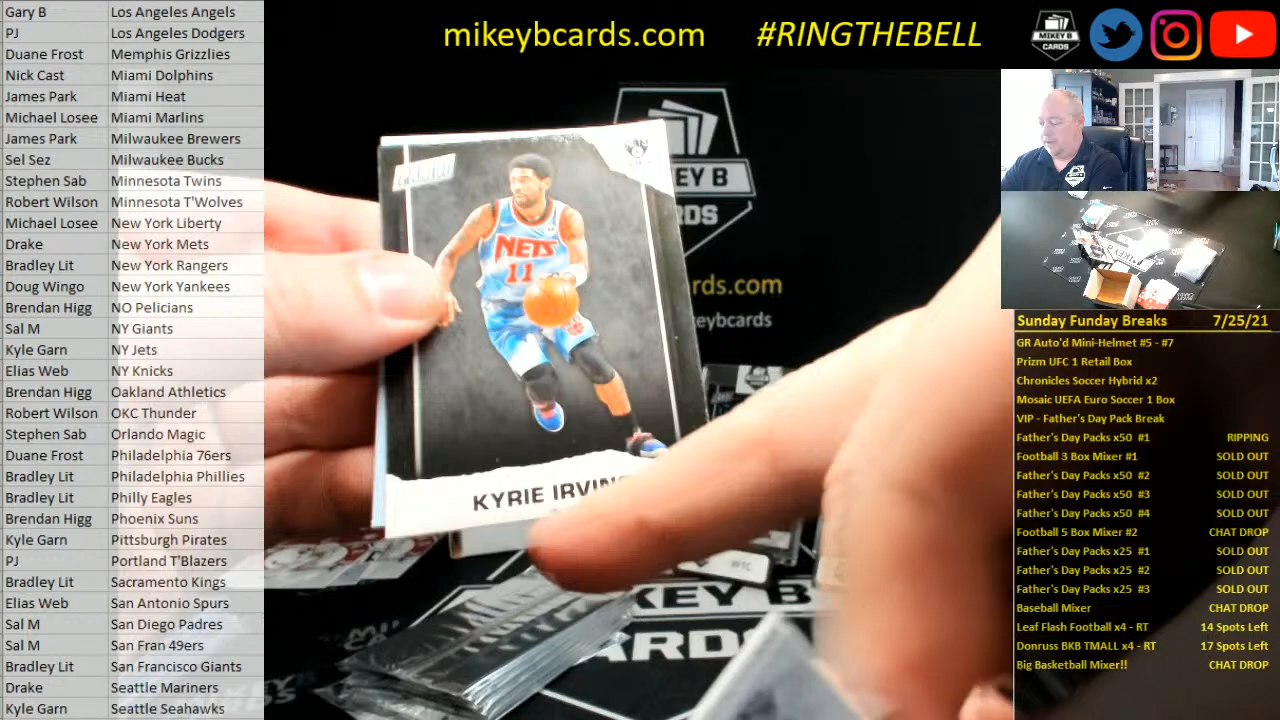 Gary B Los Angeles Angels
PJ Los Angeles Dodgers
Duane Frost Memphis Grizzlies
Nick Cast Miami Dolphins
James Park Miami Heat
Michael Losee Miami Marlins
James Park Milwaukee Brewers
Sel Sez Milwaukee Bucks
Stephen Sab Minnesota Twins
Robert Wilson Minnesota T'Wolves
Michael Losee New York Liberty
Drake New York Mets
Bradley Lit New York Rangers
Doug Wingo New York Yankees
Brendan Higg NO Pelicians
Sal M NY Giants
Kyle Garn NY Jets
Elias Web NY Knicks
Brendan Higg Oakland Athletics
Robert Wilson OKC Thunder
Stephen Sab Orlando Magic
Duane Frost Philadelphia 76ers
Bradley Lit Philadelphia Phillies
Bradley Lit Philly Eagles
Brendan Higg Phoenix Suns
Kyle Garn Pittsburgh Pirates
PJ Portland T'Blazers
Bradley Lit Sacramento Kings
Elias Web San Antonio Spurs
Sal M San Diego Padres
Sal M San Fran 49ers
Bradley Lit San Francisco Giants
Drake Seattle Mariners
Kyle Garn Seattle Seahawks
mikeybcards.com #RINGTHEBELL
MIKEY B
CARDS
EY B
RDS
rds.com
eybcards
NETS
11
KYRIE IRVIN
KEY B
CARDS
Sunday Funday Breaks 7/25/21
GR Auto'd Mini-Helmet #5 - #7
Prizm UFC 1 Retail Box
Chronicles Soccer Hybrid x2
Mosaic UEFA Euro Soccer 1 Box
VIP - Father's Day Pack Break
Father's Day Packs x50 #1 RIPPING
Football 3 Box Mixer #1 SOLD OUT
Father's Day Packs x50 #2 SOLD OUT
Father's Day Packs x50 #3 SOLD OUT
Father's Day Packs x50 #4 SOLD OUT
Football 5 Box Mixer #2 CHAT DROP
Father's Day Packs x25 #1 SOLD OUT
Father's Day Packs x25 #2 SOLD OUT
Father's Day Packs x25 #3 SOLD OUT
Baseball Mixer CHAT DROP
Leaf Flash Football x4 - RT 14 Spots Left
Donruss BKB TMALL x4 - RT 17 Spots Left
Big Basketball Mixer!! CHAT DROP